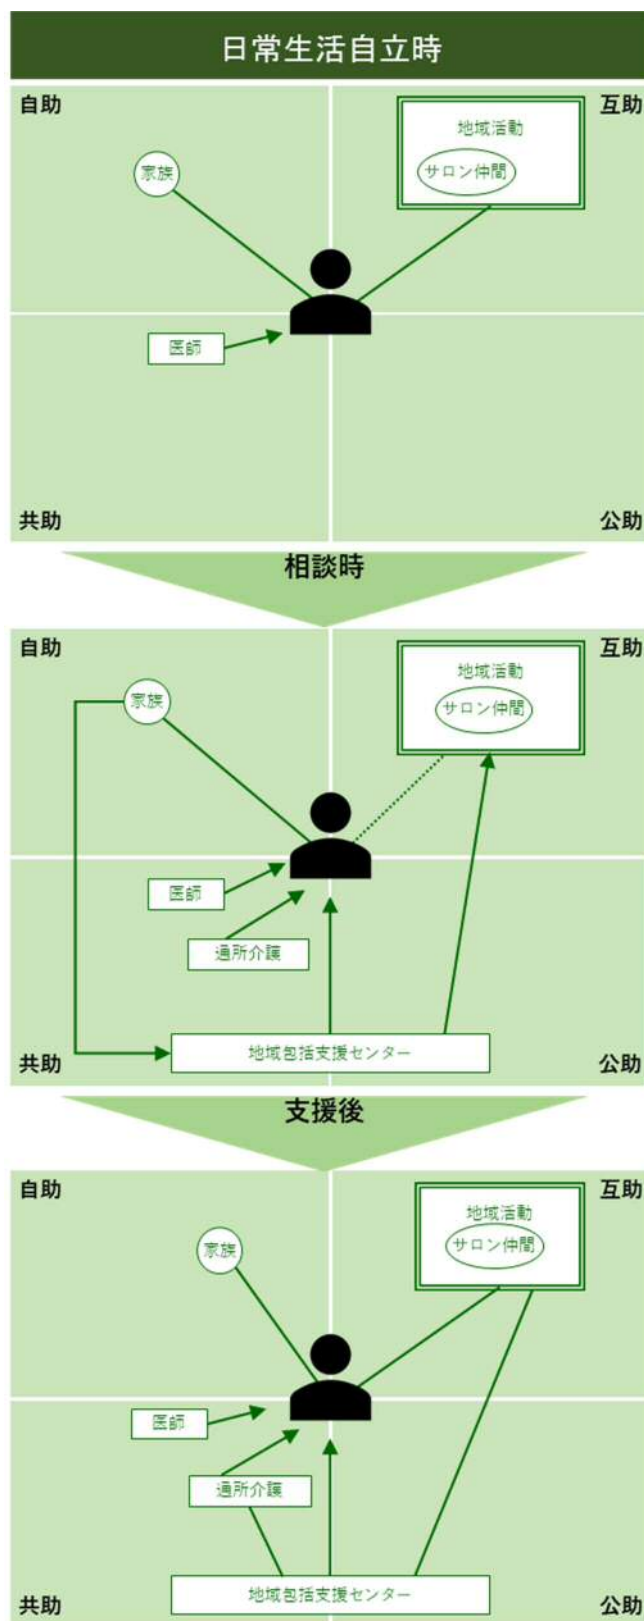 日常生活自立時
自助
互助
地域活動
サロン仲間
家族
医師
共助
公助
相談時
自助
互助
地域活動
サロン仲間
家族
医師
通所介護
地域包括支援センター
共助
公助
支援後
自助
互助
地域活動
サロン仲間
家族
医師
通所介護
地域包括支援センター
共助
公助